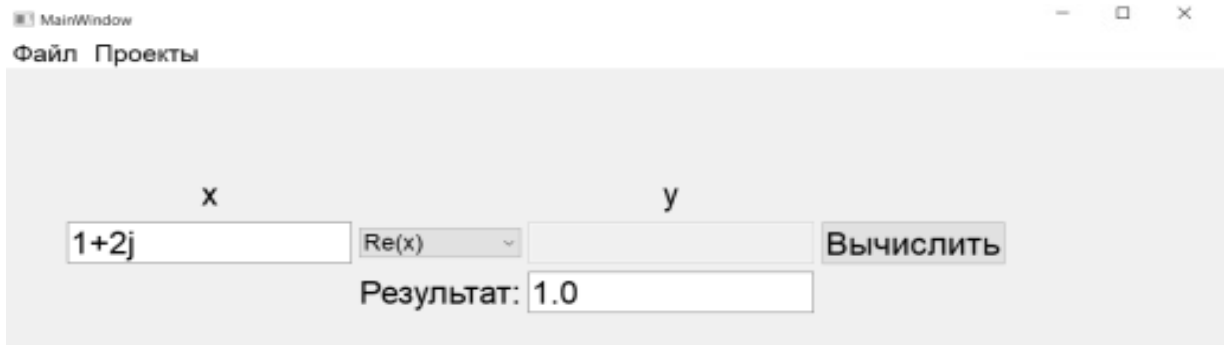 MainWindow
Файл Проекты
x y
1+2j Re(x) Вычислить
Результат: 1.0